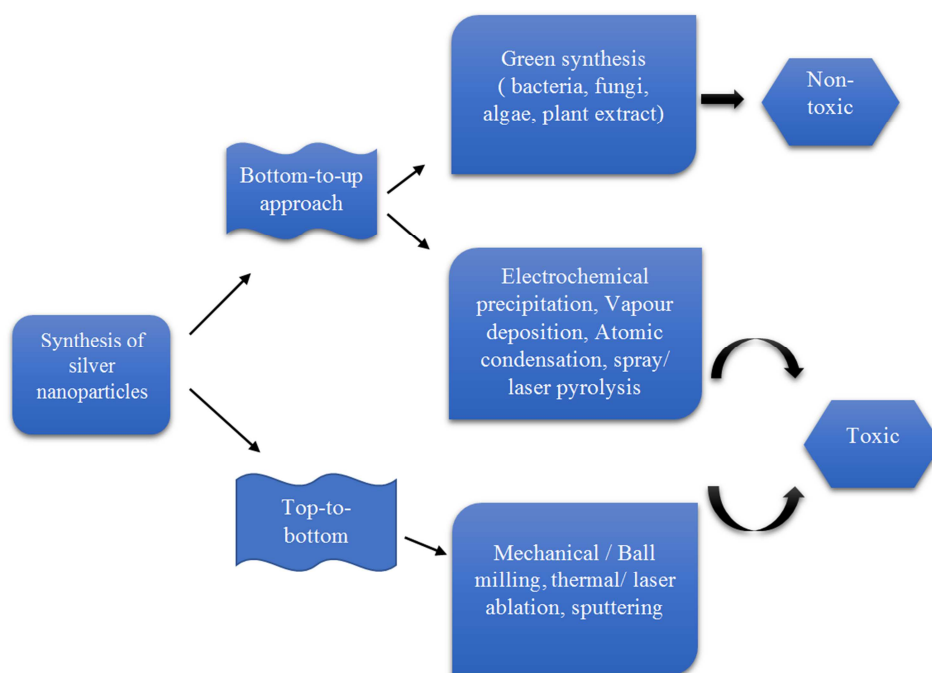 Green synthesis
( bacteria, fungi,
algae, plant extract)
Non-
toxic
Bottom-to-up
approach
Electrochemical
precipitation, Vapour
deposition, Atomic
condensation, spray/
laser pyrolysis
Synthesis of
silver
nanoparticles
Toxic
Top-to-
bottom
Mechanical / Ball
milling, thermal/ laser
ablation, sputtering